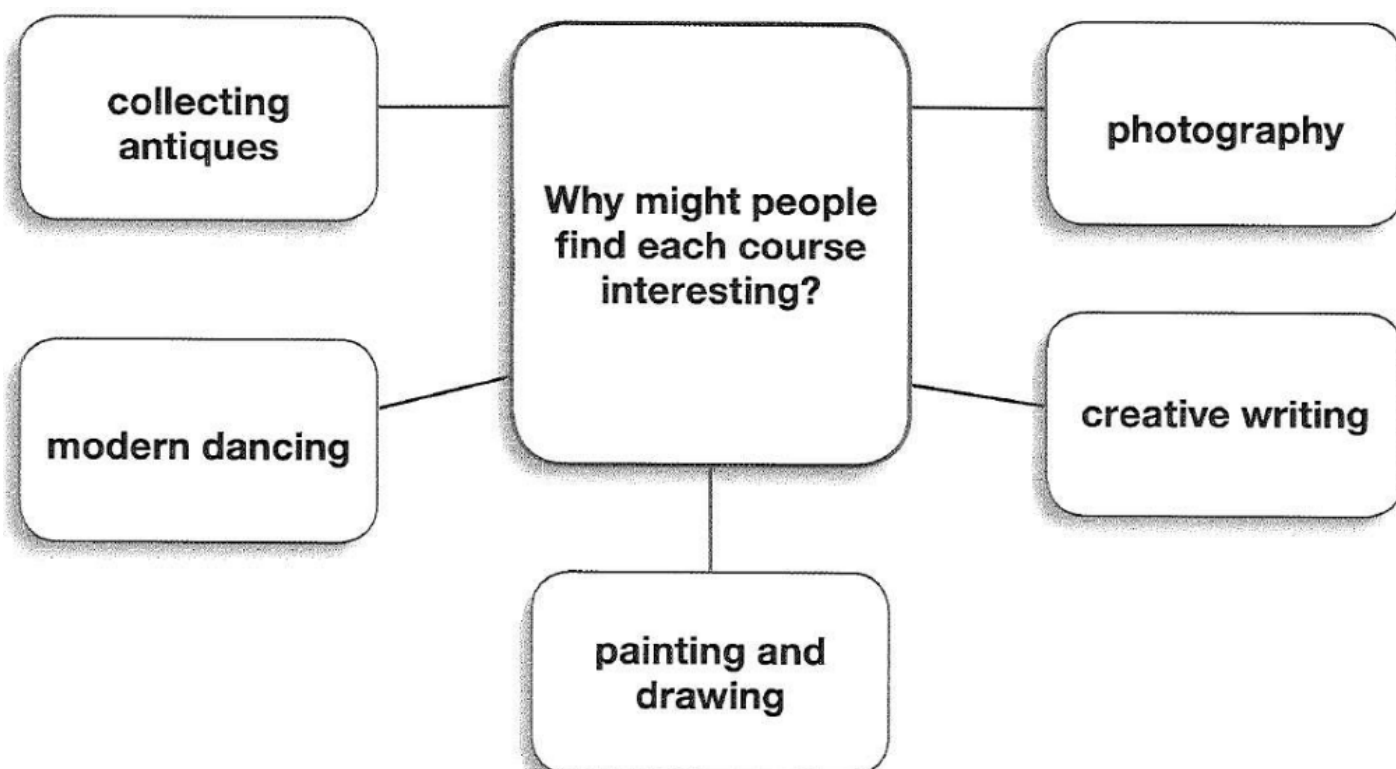 collecting
antiques
Why might people
find each course
interesting?
photography
modern dancing
creative writing
painting and
drawing